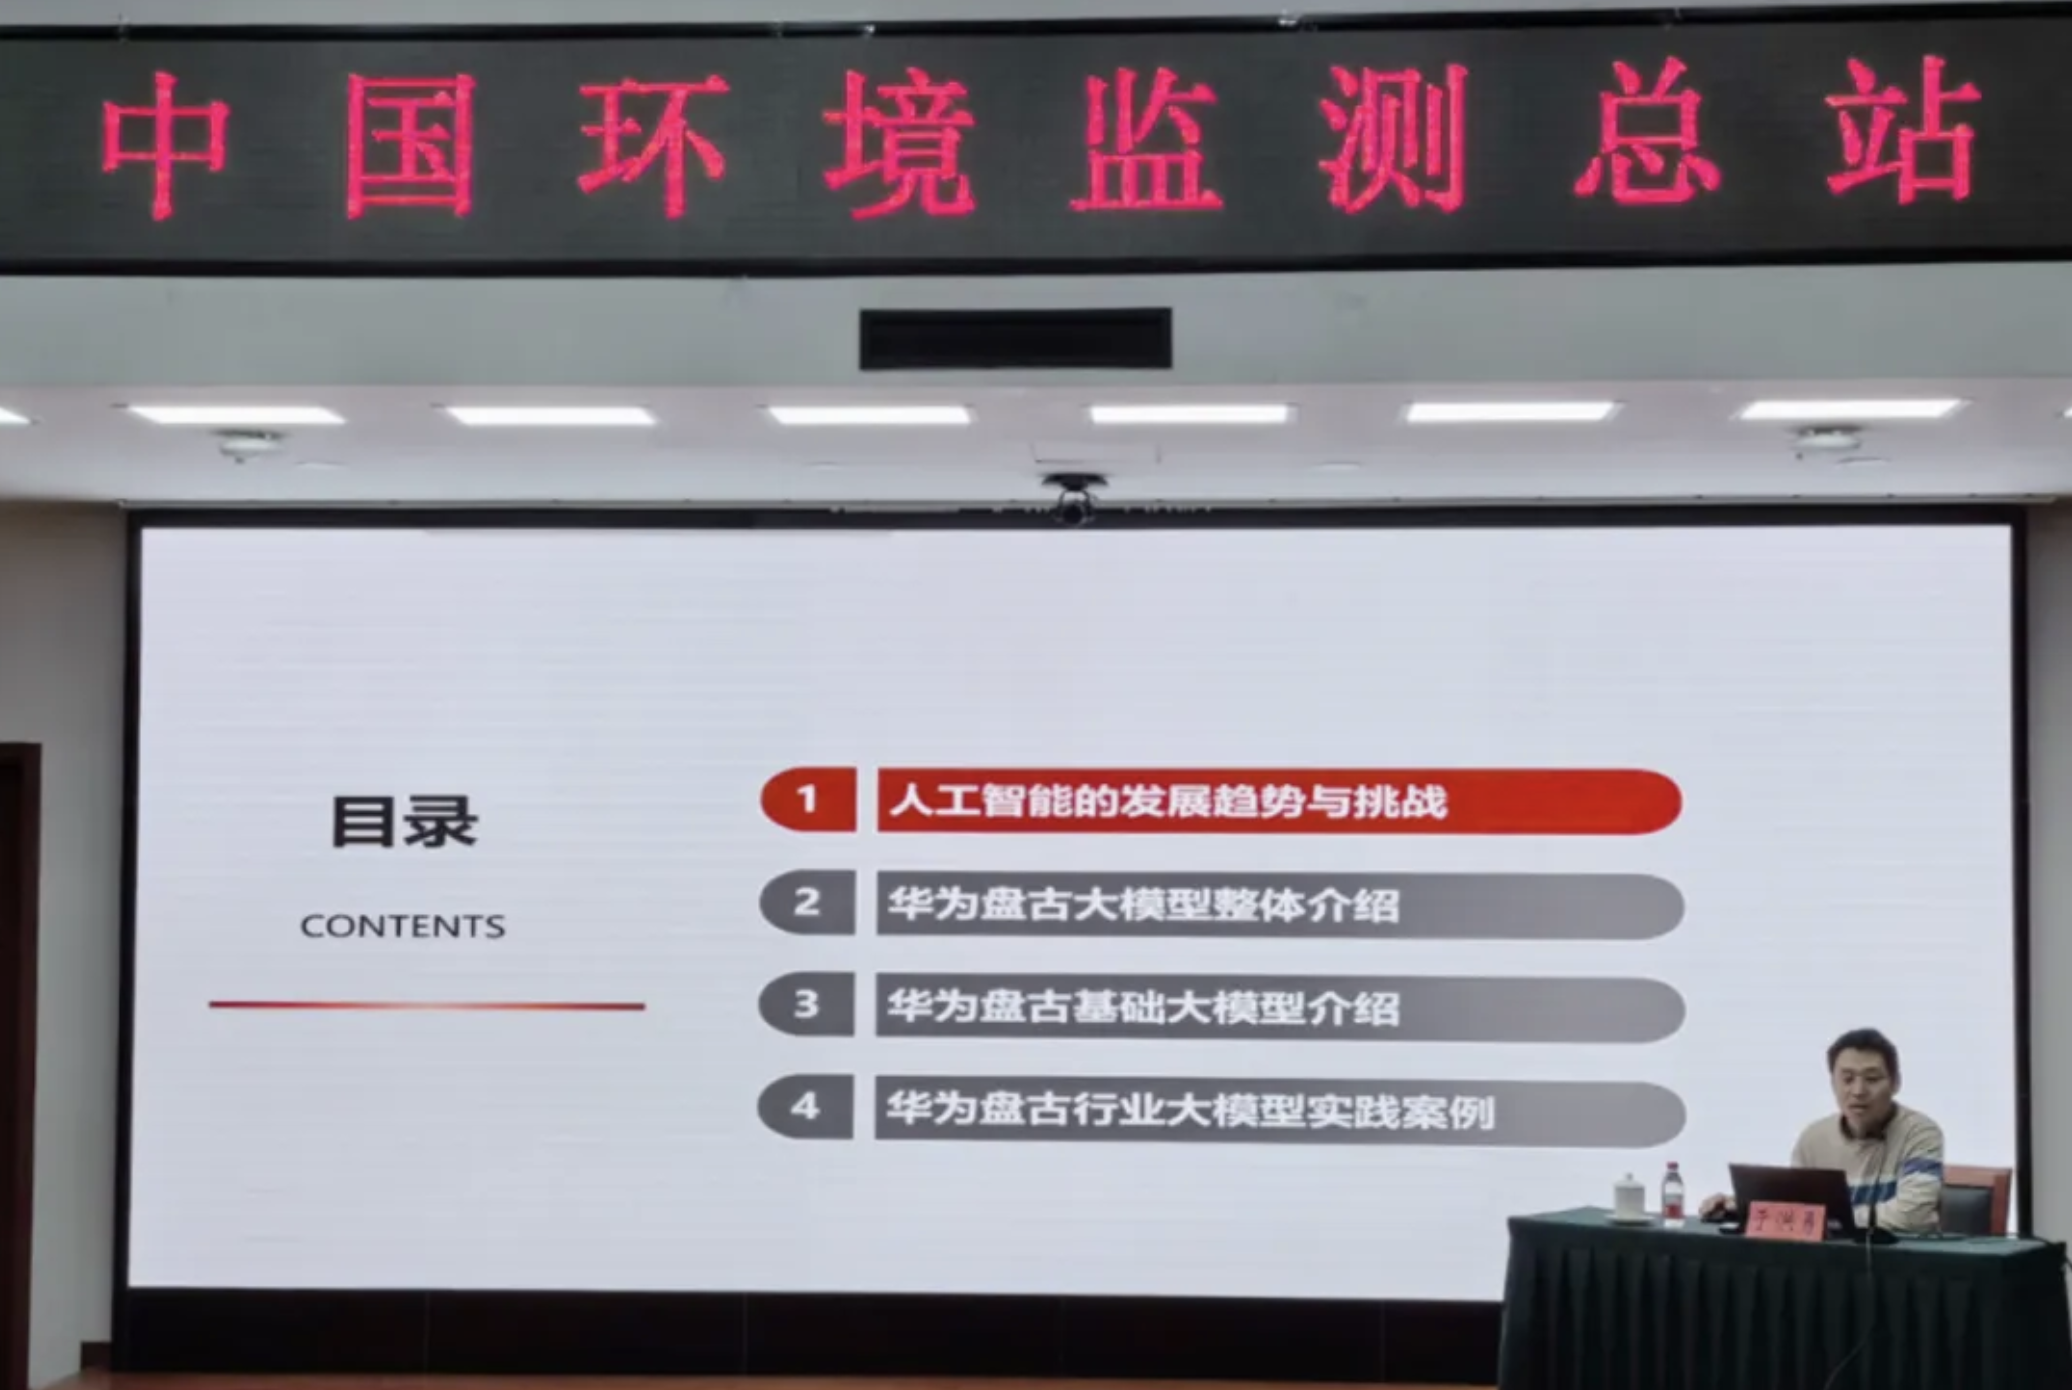 中国环境监测总站
目录
CONTENTS
1 人工智能的发展趋势与挑战
2 华为盘古大模型整体介绍
3 华为盘古基础大模型介绍
4 华为盘古行业大模型实践案例